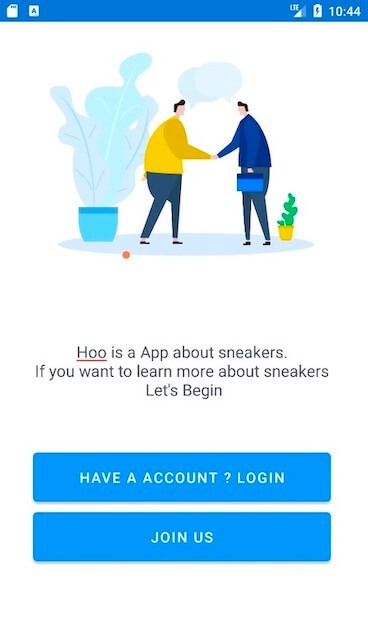 LTE 10:44
A
Hoo is a App about sneakers.
If you want to learn more about sneakers
Let's Begin
HAVE A ACCOUNT ? LOGIN
JOIN US